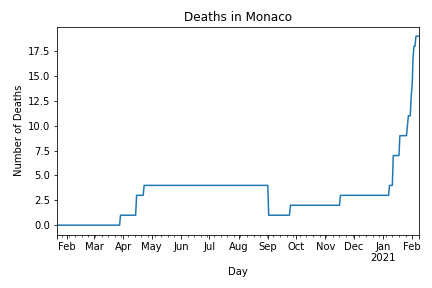 Deaths in Monaco
Number of Deaths
17.5
15.0
12.5
10.0
7.5
5.0
2.5
0.0
Feb Mar Apr May Jun Jul Aug Sep Oct Nov Dec Jan Feb
2021
Day